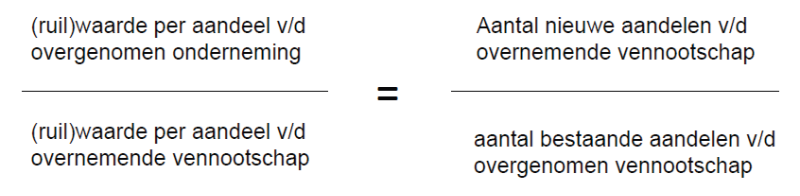 (ruil)waarde per aandeel v/d
overgenomen onderneming
(ruil)waarde per aandeel v/d
overnemende vennootschap
=
Aantal nieuwe aandelen v/d
overnemende vennootschap
aantal bestaande aandelen v/d
overgenomen vennootschap